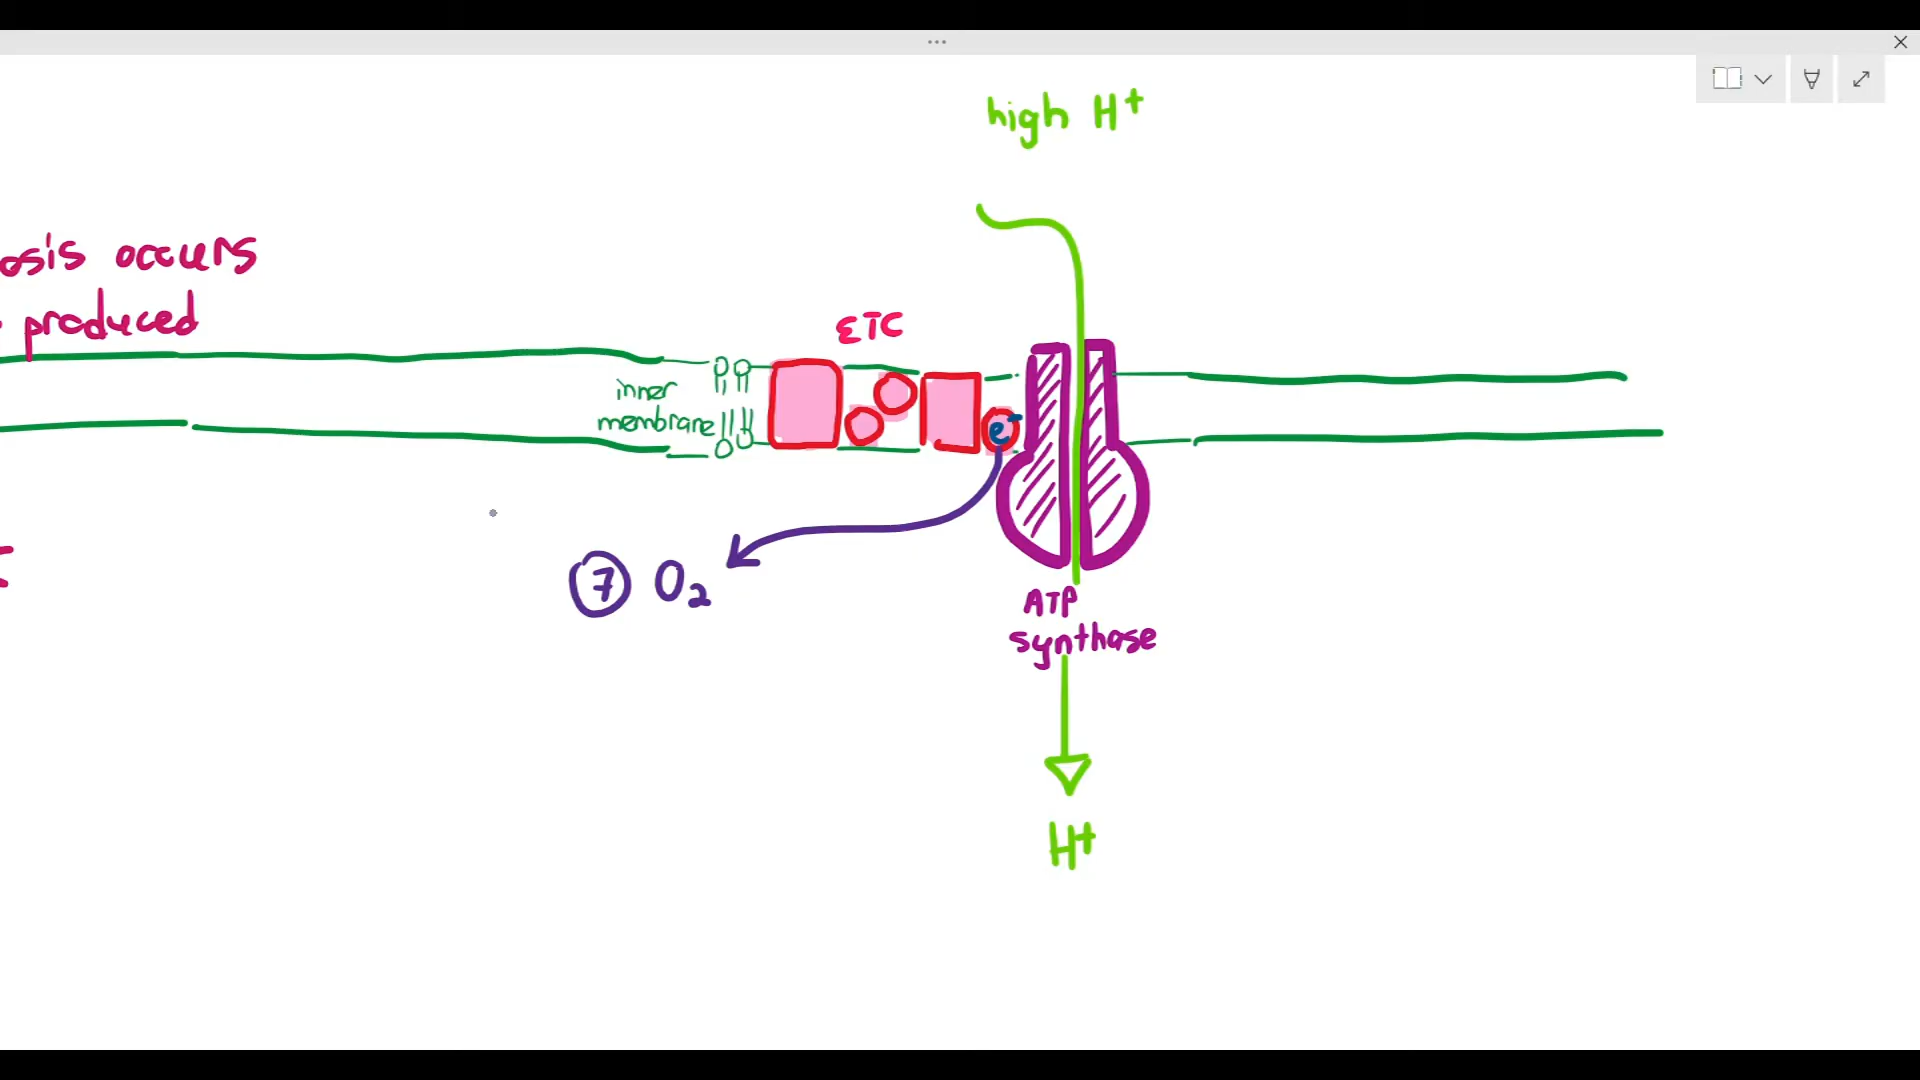 high H⁺
osis occurs
produced
ETC
inner
membrane
e⁻
7 O₂
ATP
synthase
H⁺